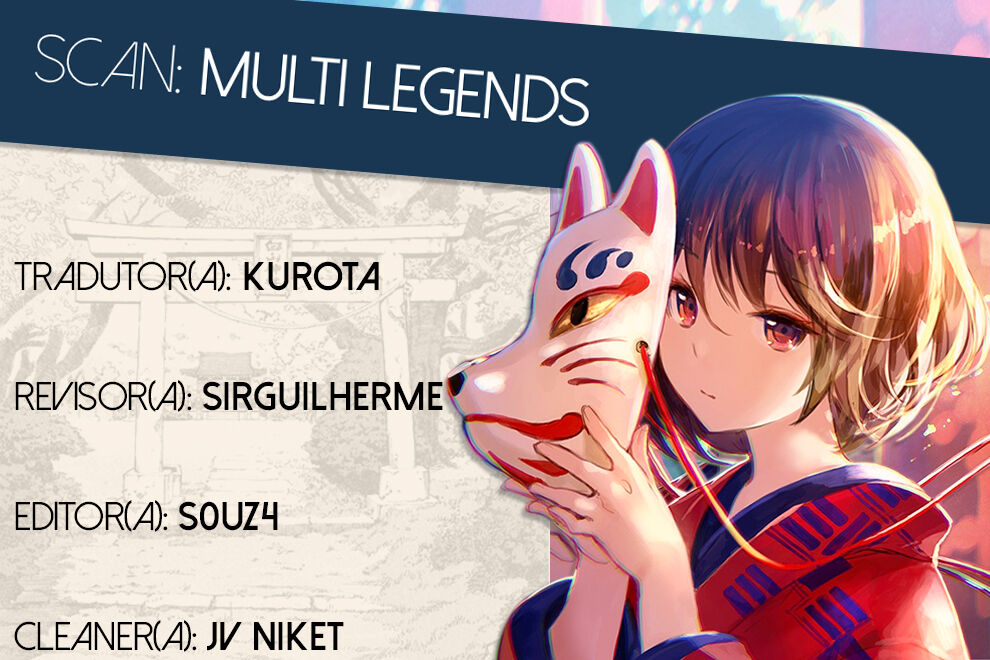 SCAN: MULTI LEGENDS
TRADUTOR(A): KUROTA
REVISOR(A): SIRGUILHERME
EDITOR(A): S0UZ4
CLEANER(A): JV NIKET